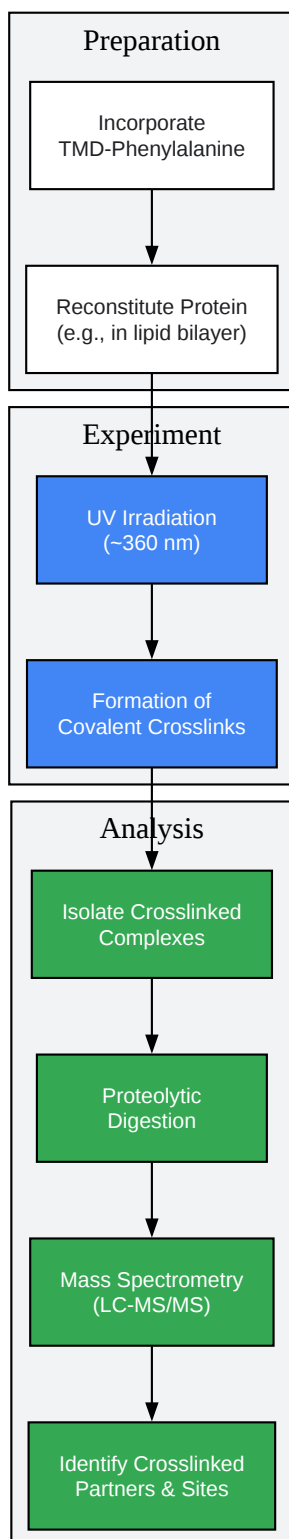 Preparation
Incorporate
TMD-Phenylalanine
Reconstitute Protein
(e.g., in lipid bilayer)
Experiment
UV Irradiation
(~360 nm)
Formation of
Covalent Crosslinks
Analysis
Isolate Crosslinked
Complexes
Proteolytic
Digestion
Mass Spectrometry
(LC-MS/MS)
Identify Crosslinked
Partners & Sites